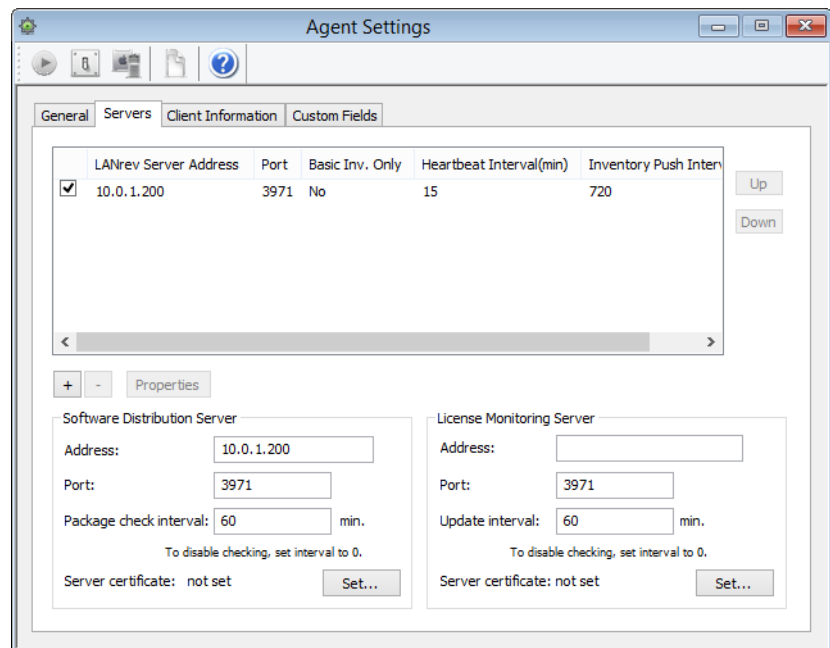 Agent Settings
General Servers Client Information Custom Fields
LANrev Server Address Port Basic Inv. Only Heartbeat Interval(min) Inventory Push Interv
10.0.1.200 3971 No 15 720
Up
Down
+ - Properties
Software Distribution Server
Address: 10.0.1.200
Port: 3971
Package check interval: 60 min.
To disable checking, set interval to 0.
Server certificate: not set Set...
License Monitoring Server
Address:
Port: 3971
Update interval: 60 min.
To disable checking, set interval to 0.
Server certificate: not set Set...